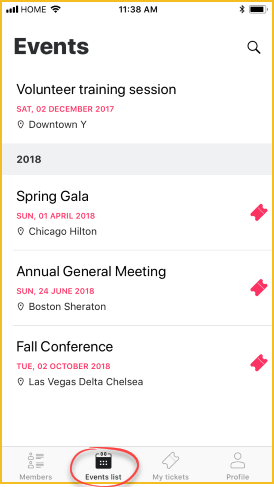 HOME 11:38 AM
Events
Volunteer training session
SAT, 02 DECEMBER 2017
Downtown Y
2018
Spring Gala
SUN, 01 APRIL 2018
Chicago Hilton
Annual General Meeting
SUN, 24 JUNE 2018
Boston Sheraton
Fall Conference
TUE, 02 OCTOBER 2018
Las Vegas Delta Chelsea
Members Events list My tickets Profile